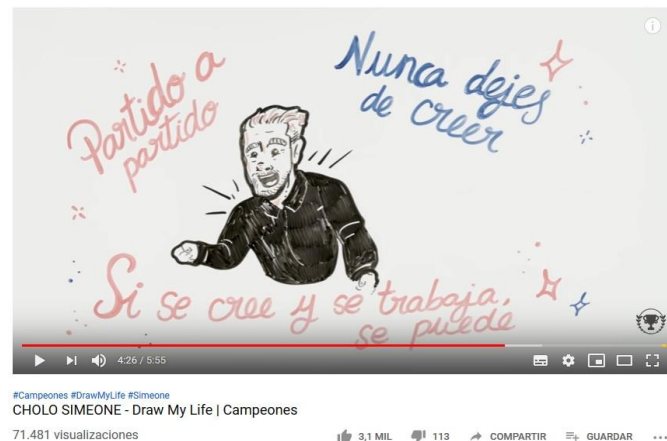 Partido a
partido
Nunca dejes
de creer
Si se cree y se trabaja,
se puede
4:26 / 5:55
#Campeones #DrawMyLife #Simeone
CHOLO SIMEONE - Draw My Life | Campeones
71.481 visualizaciones
3,1 MIL
113
COMPARTIR
GUARDAR